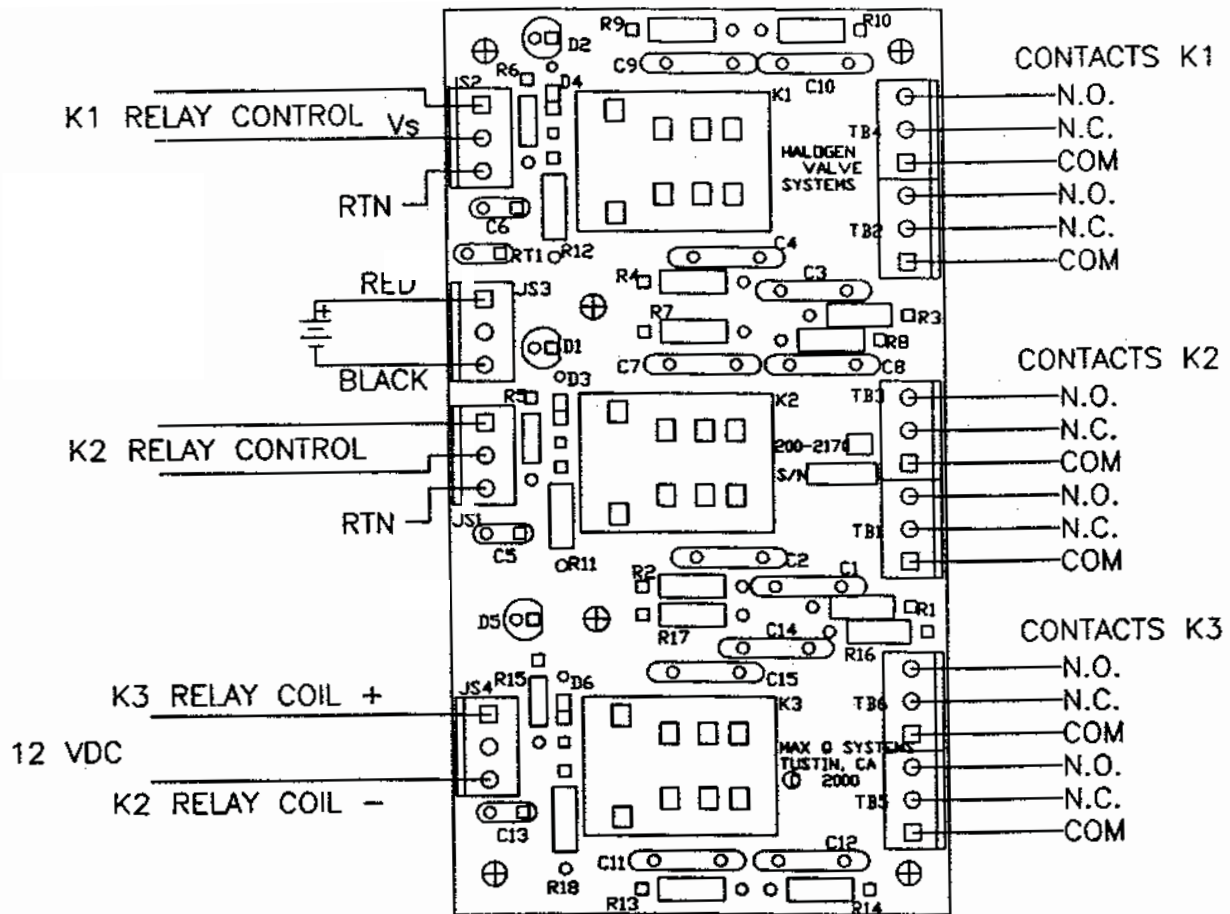 R9
R10
D2
CONTACTS K1
C9
C10
R6
D4
JS2
K1
N.O.
K1 RELAY CONTROL
Vs
TB4
N.C.
HALOGEN
VALVE
SYSTEMS
COM
N.O.
RTN
C6
TB2
N.C.
RT1
R12
C4
COM
RED
JS3
R4
C3
+
R7
R3
D1
R8
BLACK
D3
C7
C8
CONTACTS K2
R5
K2
TB3
N.O.
K2 RELAY CONTROL
200-217
N.C.
S/N
COM
N.O.
RTN
JS1
C5
TB1
N.C.
R11
C2
C1
COM
R2
R1
D5
R17
C14
R16
CONTACTS K3
R15
D6
C15
N.O.
K3 RELAY COIL +
JS4
K3
TB6
N.C.
12 VDC
MAX Q SYSTEMS
TUSTIN, CA
© 2000
COM
N.O.
K2 RELAY COIL -
TB5
N.C.
C13
COM
C11
C12
R18
R13
R14